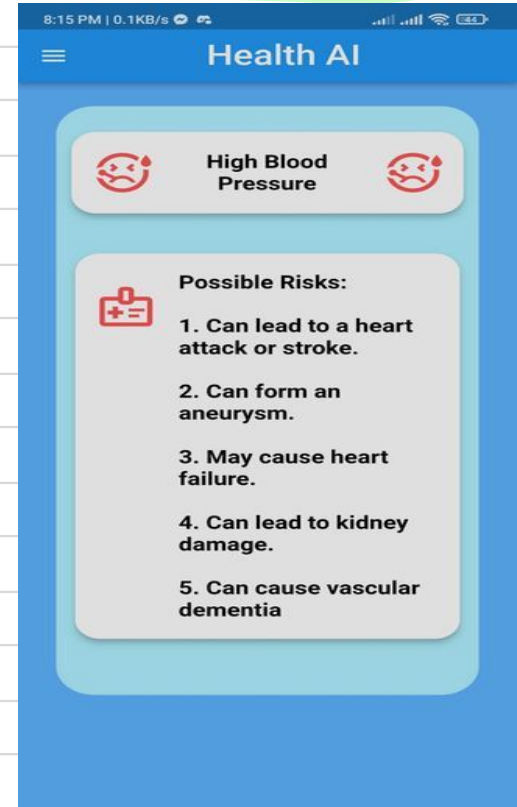 8:15 PM | 0.1KB/s
44
Health AI
High Blood
Pressure
Possible Risks:
1. Can lead to a heart
attack or stroke.
2. Can form an
aneurysm.
3. May cause heart
failure.
4. Can lead to kidney
damage.
5. Can cause vascular
dementia